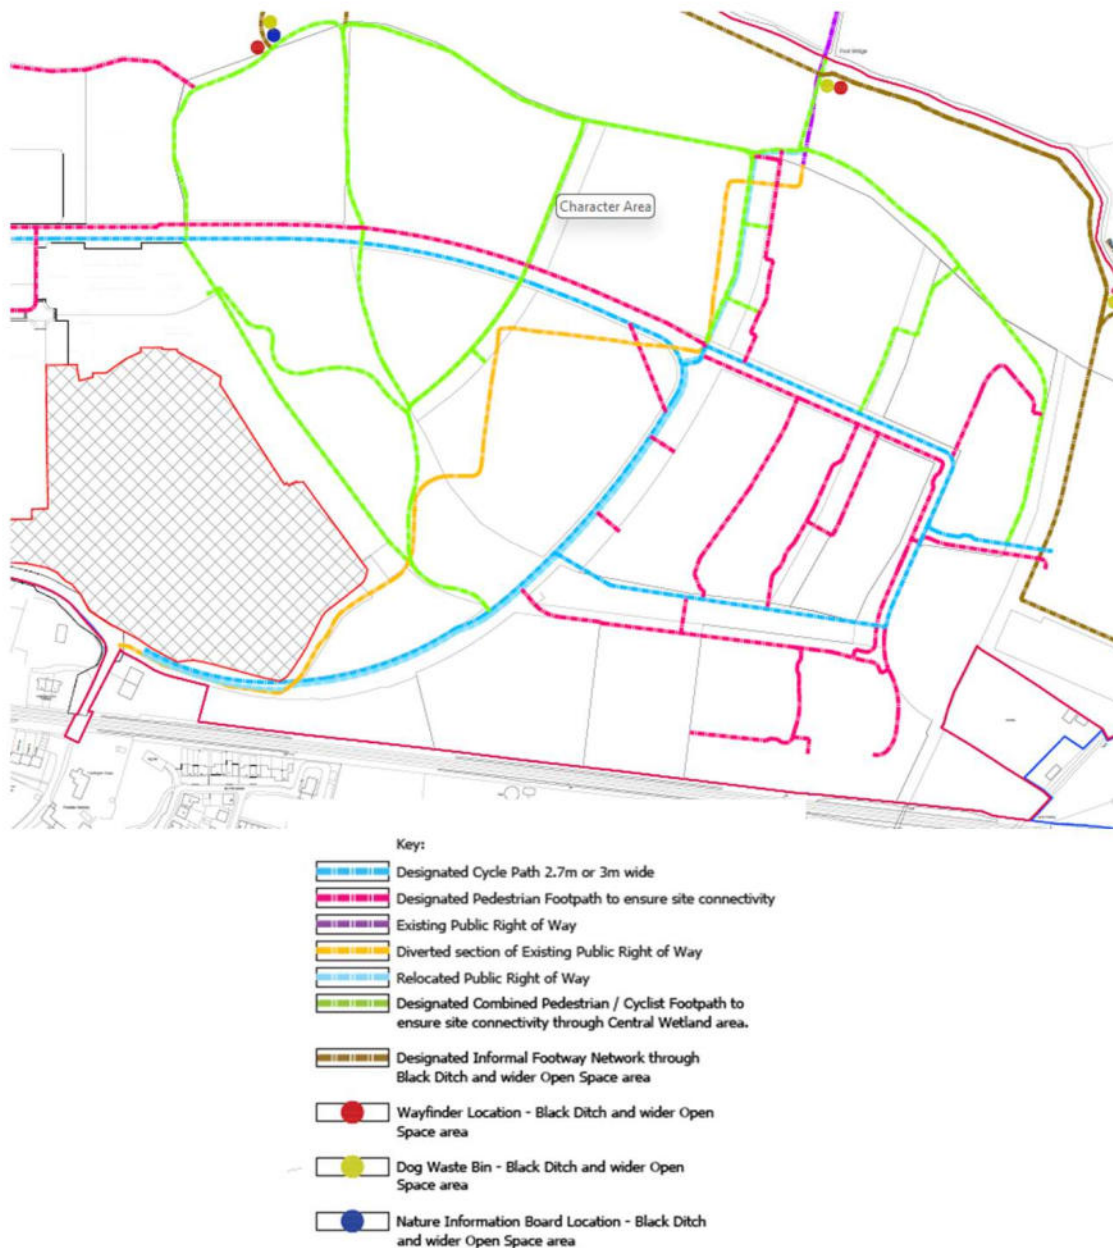 Foot Bridge
Character Area
Key:
Designated Cycle Path 2.7m or 3m wide
Designated Pedestrian Footpath to ensure site connectivity
Existing Public Right of Way
Diverted section of Existing Public Right of Way
Relocated Public Right of Way
Designated Combined Pedestrian / Cyclist Footpath to
ensure site connectivity through Central Wetland area.
Designated Informal Footway Network through
Black Ditch and wider Open Space area
Wayfinder Location - Black Ditch and wider Open
Space area
Dog Waste Bin - Black Ditch and wider Open
Space area
Nature Information Board Location - Black Ditch
and wider Open Space area